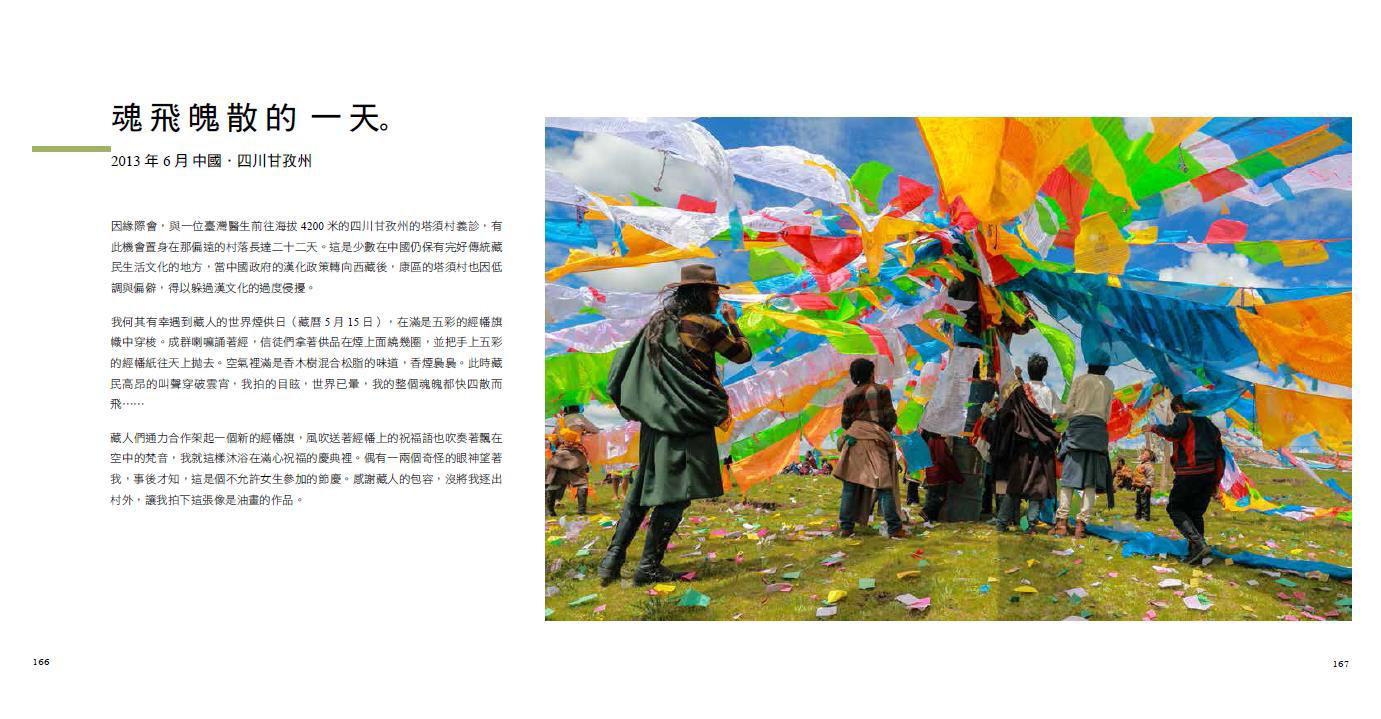 魂飛魄散的一天。
2013 年 6 月 中國・四川甘孜州
因緣際會，與一位臺灣醫生前往海拔 4200 米的四川甘孜州的塔須村義診，有
此機會置身在那偏遠的村落長達二十二天。這是少數在中國仍保有完好傳統藏
民生活文化的地方，當中國政府的漢化政策轉向西藏後，康區的塔須村也因低
調與偏僻，得以躲過漢文化的過度侵擾。
我何其有幸遇到藏人的世界煙供日（藏曆 5 月 15 日），在滿是五彩的經幡旗
幟中穿梭。成群喇嘛誦著經，信徒們拿著供品在煙上面繞幾圈，並把手上五彩
的經幡紙往天上拋去。空氣裡滿是香木樹混合松脂的味道，香煙裊裊。此時藏
民高昂的叫聲穿破雲宵，我拍的目眩，世界已暈，我的整個魂魄都快四散而
飛……
藏人們通力合作架起一個新的經幡旗，風吹送著經幡上的祝福語也吹奏著飄在
空中的梵音，我就這樣沐浴在滿心祝福的慶典裡。偶有一兩個奇怪的眼神望著
我，事後才知，這是個不允許女生參加的節慶。感謝藏人的包容，沒將我逐出
村外，讓我拍下這張像是油畫的作品。
166
167